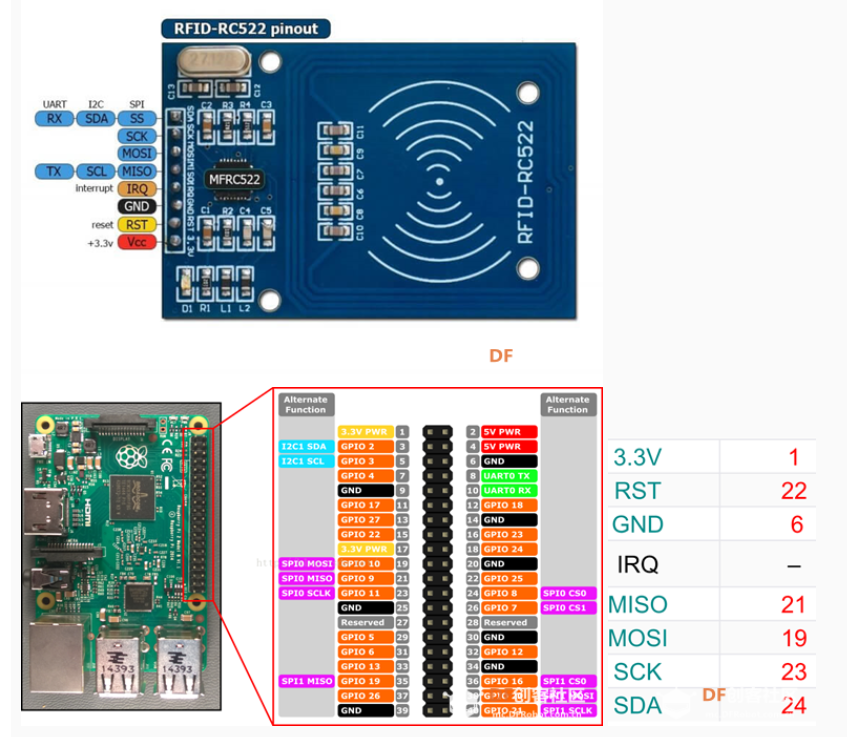 RFID-RC522 pinout
27.12
UART I2C SPI
RX SDA SS
SCK
MOSI
TX SCL MISO
interrupt IRQ
GND
reset RST
+3.3v Vcc
SDA SCK MOSI MISO IRQ GND RST 3.3V
C13 C12
C2 R3 R4 C3
MFRC522
C1 R2 C4 C5
D1 R1 L1 L2
C11
C9
C7
C6
C8
C10
RFID-RC522
DF
Alternate Function Alternate Function
3.3V PWR 1 2 5V PWR
I2C1 SDA GPIO 2 3 4 5V PWR
I2C1 SCL GPIO 3 5 6 GND
GPIO 4 7 8 UART0 TX
GND 9 10 UART0 RX
GPIO 17 11 12 GPIO 18
GPIO 27 13 14 GND
GPIO 22 15 16 GPIO 23
3.3V PWR 17 18 GPIO 24
SPI0 MOSI GPIO 10 19 20 GND
SPI0 MISO GPIO 9 21 22 GPIO 25
SPI0 SCLK GPIO 11 23 24 GPIO 8 SPI0 CS0
GND 25 26 GPIO 7 SPI0 CS1
Reserved 27 28 Reserved
GPIO 5 29 30 GND
GPIO 6 31 32 GPIO 12
GPIO 13 33 34 GND
SPI1 MISO GPIO 19 35 36 GPIO 16 SPI1 CS0
GPIO 26 37 MOSI
GND 39 GPIO 21 SPI1 SCLK
创客社区
HDMI
14393 14393
3.3V 1
RST 22
GND 6
IRQ –
MISO 21
MOSI 19
SCK 23
SDA 24
DF